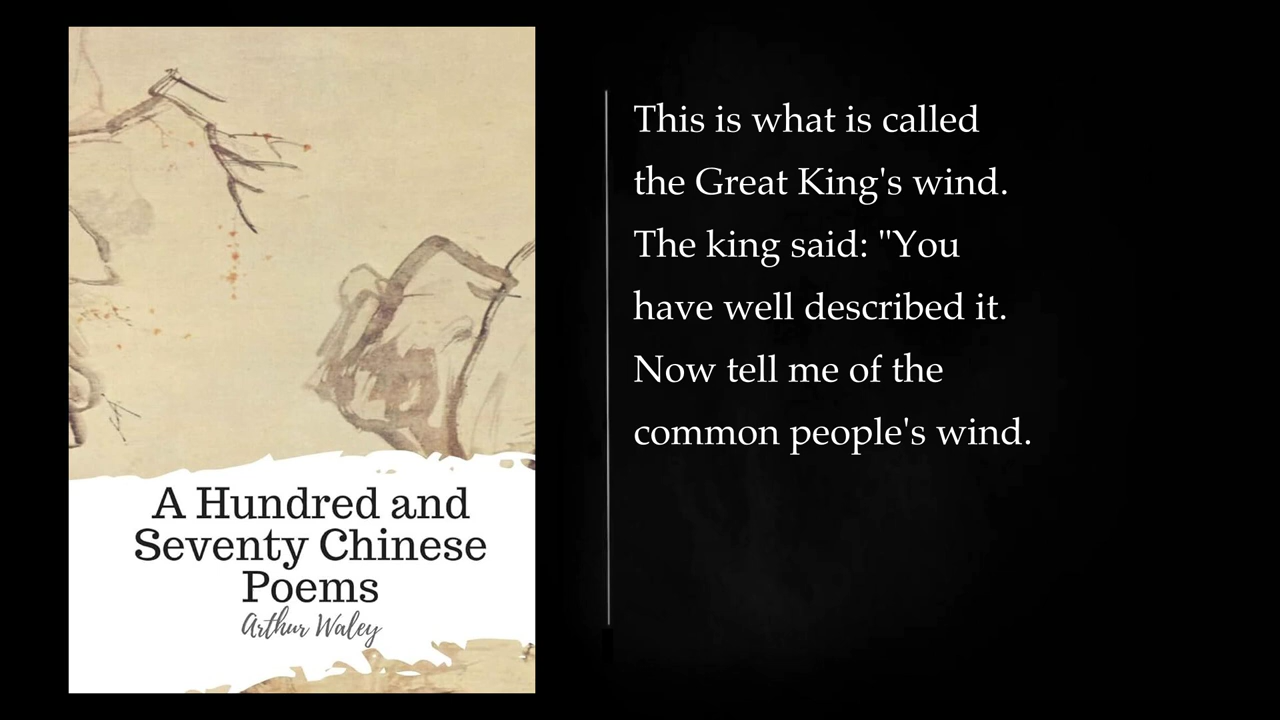 A Hundred and
Seventy Chinese
Poems
Arthur Waley
This is what is called
the Great King's wind.
The king said: "You
have well described it.
Now tell me of the
common people's wind.